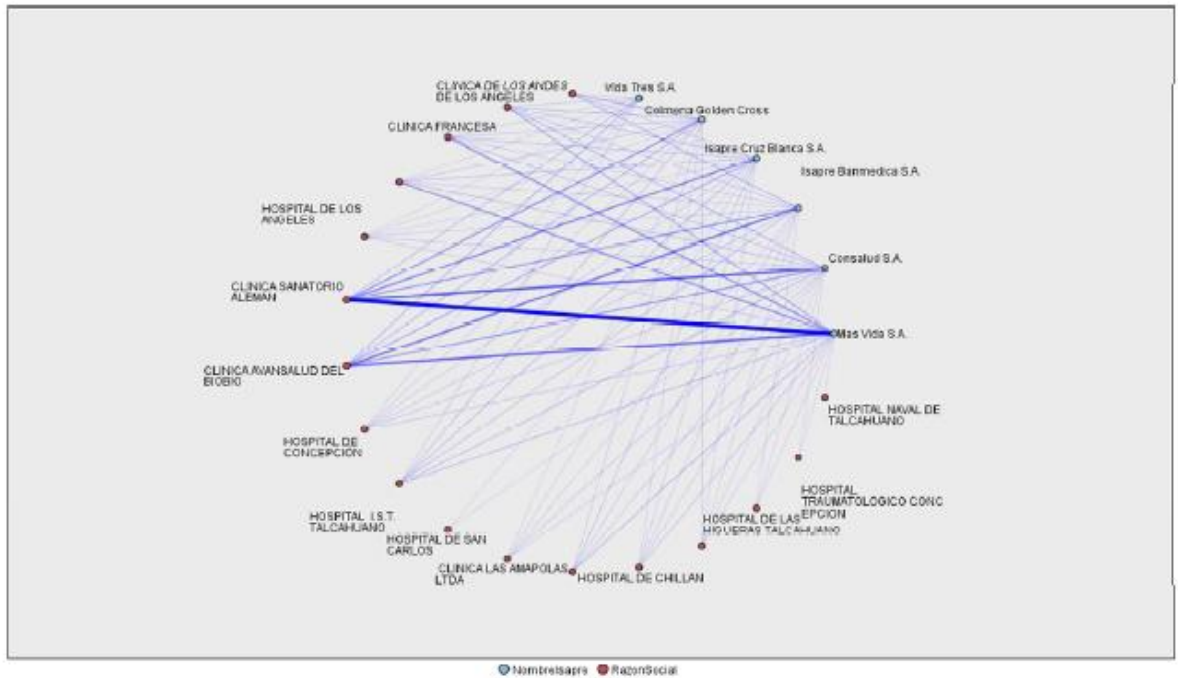 CLINICA DE LOS ANDES
DE LOS ANGELES
Vida Tres S.A.
Colmena Golden Cross
CLINICA FRANCESA
Isapre Cruz Blanca S.A.
Isapre Banmedica S.A.
HOSPITAL DE LOS
ANGELES
Consalud S.A.
CLINICA SANATORIO
ALEMAN
Mas Vida S.A.
CLINICA AVANSALUD DEL
BIOBIO
HOSPITAL NAVAL DE
TALCAHUANO
HOSPITAL DE
CONCEPCION
HOSPITAL
TRAUMATOLOGICO CONC
EPCION
HOSPITAL I.S.T.
TALCAHUANO
HOSPITAL DE LAS
HIGUERAS TALCAHUANO
HOSPITAL DE SAN
CARLOS
CLINICA LAS AMAPOLAS
LTDA
HOSPITAL DE CHILLAN
NombreIsapre RazonSocial